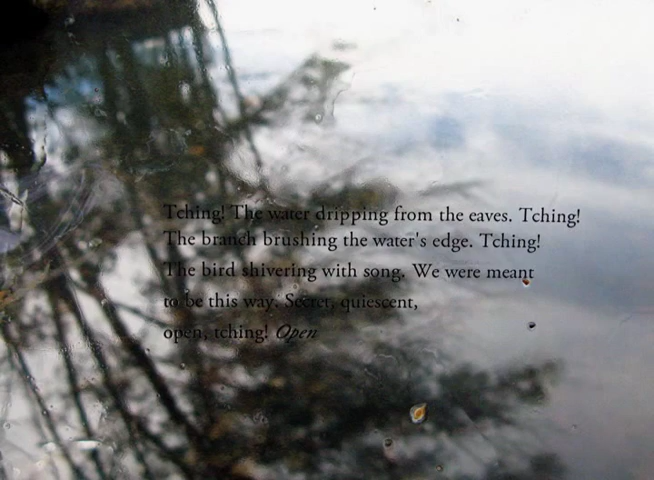 Tching! The water dripping from the eaves. Tching!
The branch brushing the water's edge. Tching!
The bird shivering with song. We were meant
to be this way. Secret, quiescent,
open, tching! Open